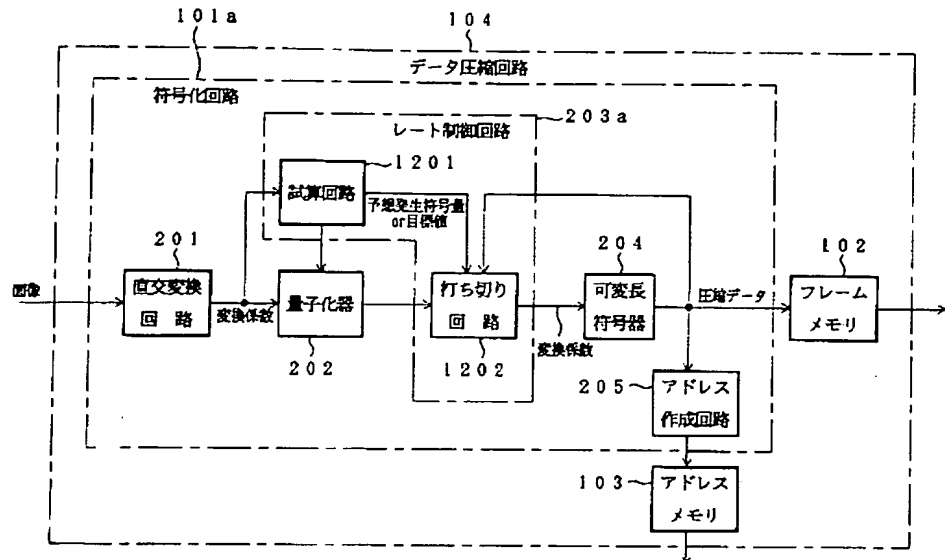 101a
104
データ圧縮回路
符号化回路
203a
レート制御回路
1201
試算回路
予想発生符号量
or目標値
201
204
102
画像
直交変換
回路
変換係数
量子化器
打ち切り
回路
変換係数
可変長
符号器
圧縮データ
フレーム
メモリ
202
1202
205
アドレス
作成回路
103
アドレス
メモリ